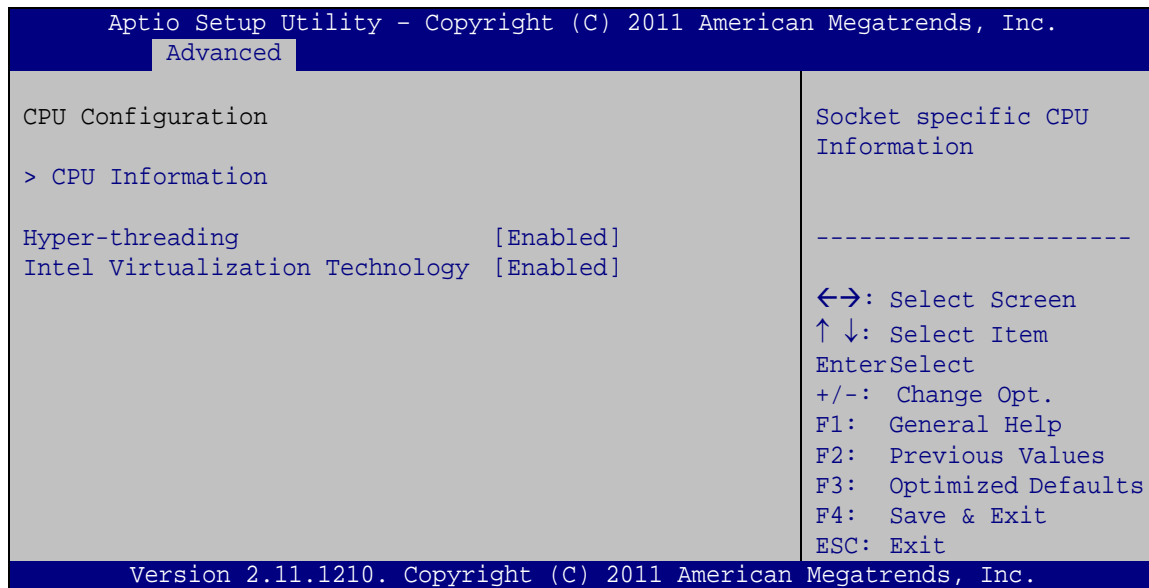 Aptio Setup Utility – Copyright (C) 2011 American Megatrends, Inc.
Advanced
CPU Configuration
> CPU Information
Hyper-threading [Enabled]
Intel Virtualization Technology [Enabled]
Socket specific CPU
Information
----------------------
←→: Select Screen
↑ ↓: Select Item
EnterSelect
+/-: Change Opt.
F1: General Help
F2: Previous Values
F3: Optimized Defaults
F4: Save & Exit
ESC: Exit
Version 2.11.1210. Copyright (C) 2011 American Megatrends, Inc.